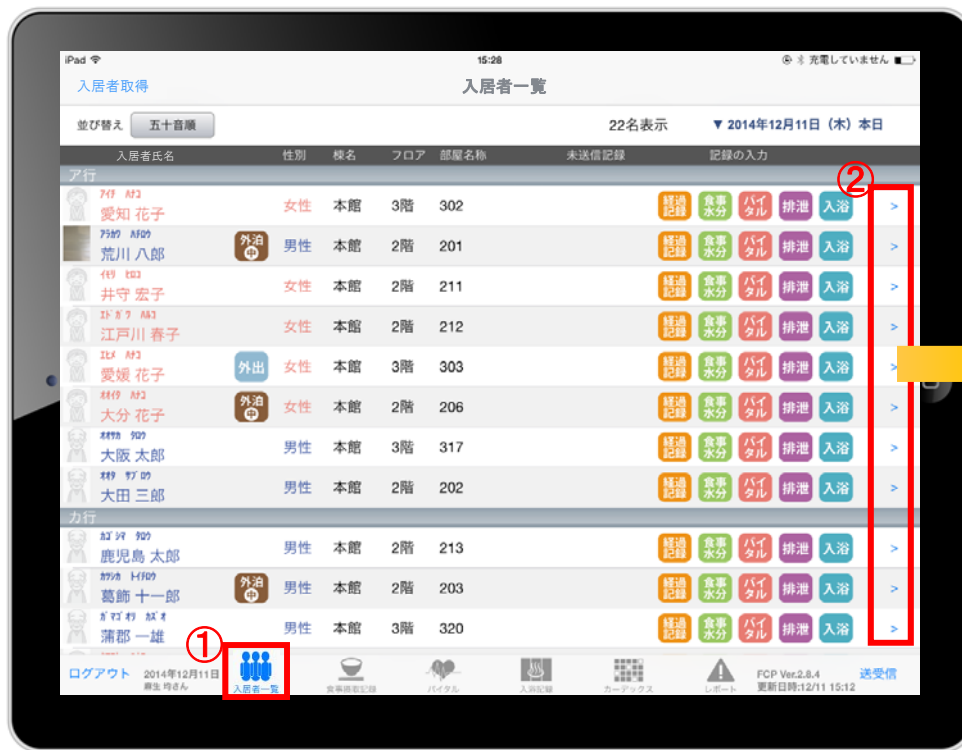 iPad 15:28 充電していません
入居者取得 入居者一覧
並び替え 五十音順 22名表示 ▼ 2014年12月11日（木）本日
入居者氏名 性別 棟名 フロア 部屋名称 未送信記録 記録の入力
ア行
②
ｱｲﾁ ﾊﾅｺ
愛知 花子 女性 本館 3階 302 経過記録 食事水分 バイタル 排泄 入浴 >
ｱﾗｶﾜ ﾊﾁﾛｳ
荒川 八郎 外泊中 男性 本館 2階 201 経過記録 食事水分 バイタル 排泄 入浴 >
ｲﾓﾘ ﾋﾛｺ
井守 宏子 女性 本館 2階 211 経過記録 食事水分 バイタル 排泄 入浴 >
ｴﾄﾞｶﾞﾜ ﾊﾙｺ
江戸川 春子 女性 本館 2階 212 経過記録 食事水分 バイタル 排泄 入浴 >
ｴﾋﾒ ﾊﾅｺ
愛媛 花子 外出 女性 本館 3階 303 経過記録 食事水分 バイタル 排泄 入浴 >
ｵｵｲﾀ ﾊﾅｺ
大分 花子 外泊中 女性 本館 2階 206 経過記録 食事水分 バイタル 排泄 入浴 >
ｵｵｻｶ ﾀﾛｳ
大阪 太郎 男性 本館 3階 317 経過記録 食事水分 バイタル 排泄 入浴 >
ｵｵﾀ ｻﾌﾞﾛｳ
大田 三郎 男性 本館 2階 202 経過記録 食事水分 バイタル 排泄 入浴 >
カ行
ｶｺﾞｼﾏ ﾀﾛｳ
鹿児島 太郎 男性 本館 2階 213 経過記録 食事水分 バイタル 排泄 入浴 >
ｶﾂｼｶ ﾄｲﾁﾛｳ
葛飾 十一郎 外泊中 男性 本館 2階 203 経過記録 食事水分 バイタル 排泄 入浴 >
ｶﾞﾏｺﾞｵﾘ ｶｽﾞｵ
蒲郡 一雄 男性 本館 3階 320 経過記録 食事水分 バイタル 排泄 入浴 >
①
ログアウト 2014年12月11日 入居者一覧 食事摂取記録 バイタル 入浴記録 カーデックス レポート FCP Ver.2.8.4 送受信
麻生 均さん 更新日時:12/11 15:12